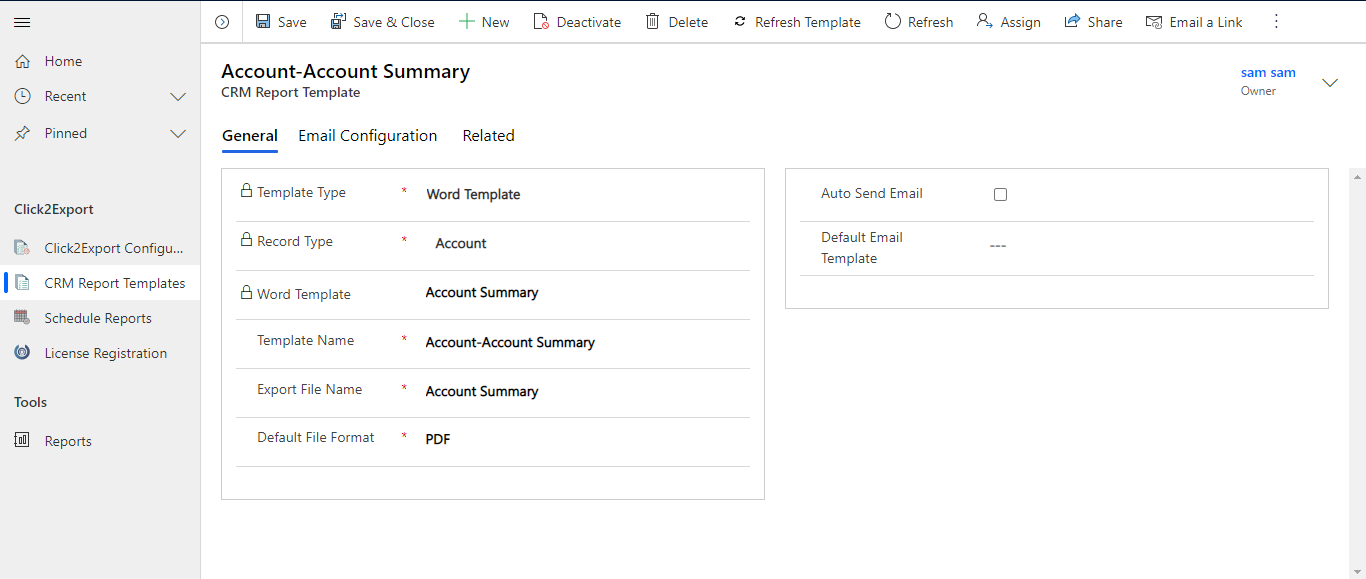 Save
Save & Close
New
Deactivate
Delete
Refresh Template
Refresh
Assign
Share
Email a Link
Home
Recent
Pinned
Click2Export
Click2Export Configu...
CRM Report Templates
Schedule Reports
License Registration
Tools
Reports
Account-Account Summary
CRM Report Template
sam sam
Owner
General
Email Configuration
Related
Template Type * Word Template
Record Type * Account
Word Template Account Summary
Template Name * Account-Account Summary
Export File Name * Account Summary
Default File Format * PDF
Auto Send Email
Default Email
Template
---